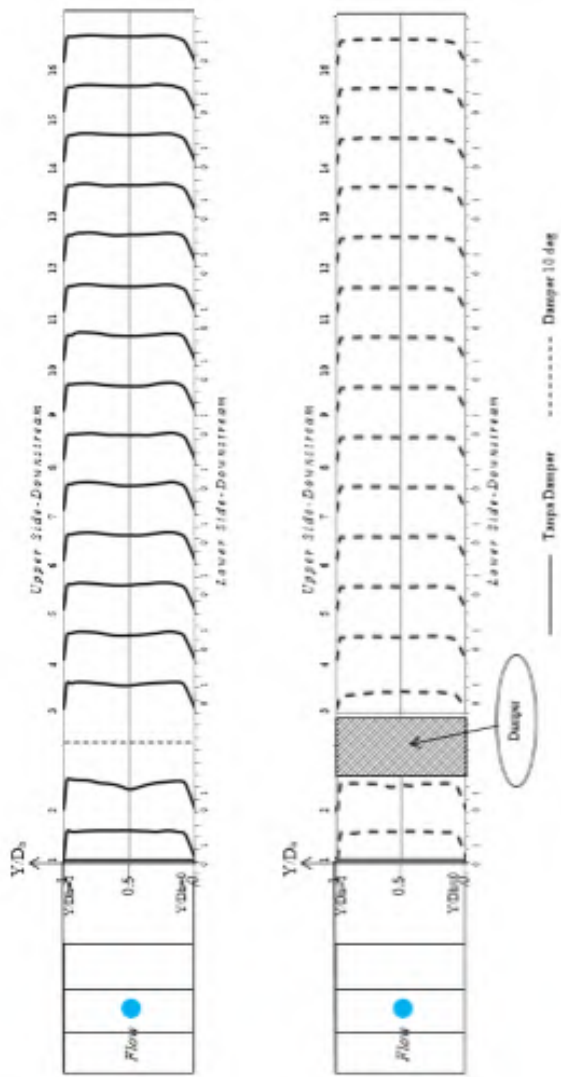 Upper Side-Downstream
1 2 3 4 5 6 7 8 9 10 11 12 13 14 15 16
Y/Dh
Y/Dh=1
0.5
Y/Dh=0
Flow
Lower Side-Downstream
Upper Side-Downstream
1 2 3 4 5 6 7 8 9 10 11 12 13 14 15 16
Y/Dh
Y/Dh=1
0.5
Y/Dh=0
Flow
Lower Side-Downstream
Damper
Tanpa Damper
Damper 10 deg